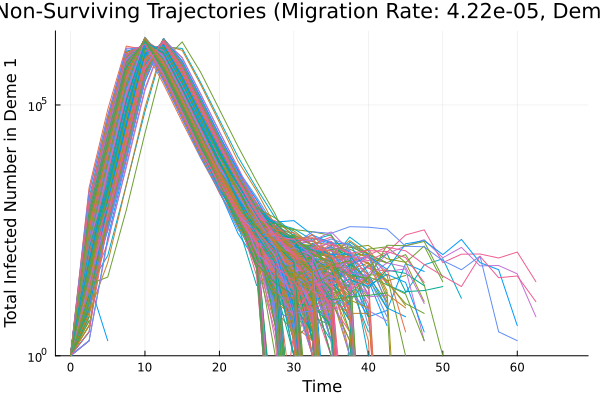 Non-Surviving Trajectories (Migration Rate: 4.22e-05, Dem
Total Infected Number in Deme 1
10⁵
10⁰
0 10 20 30 40 50 60
Time